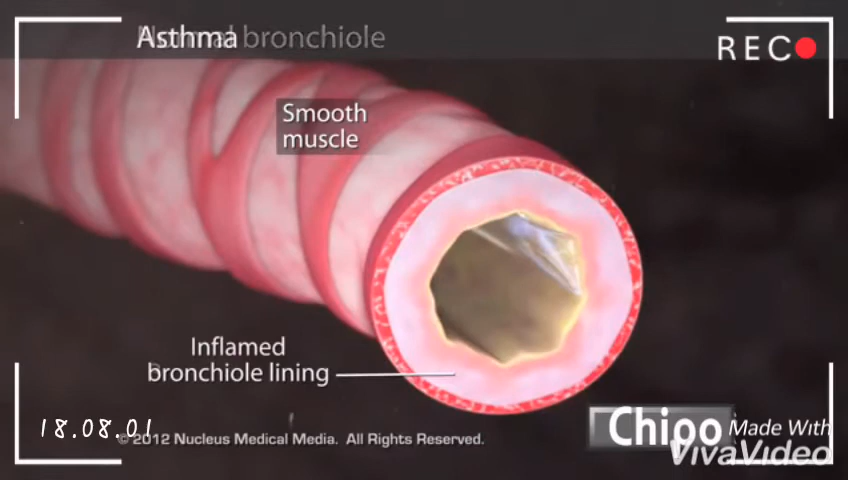 Asthma
Normal bronchiole
REC
Smooth
muscle
Inflamed
bronchiole lining
18.08.01
© 2012 Nucleus Medical Media. All Rights Reserved.
Chipo
Made With
VivaVideo